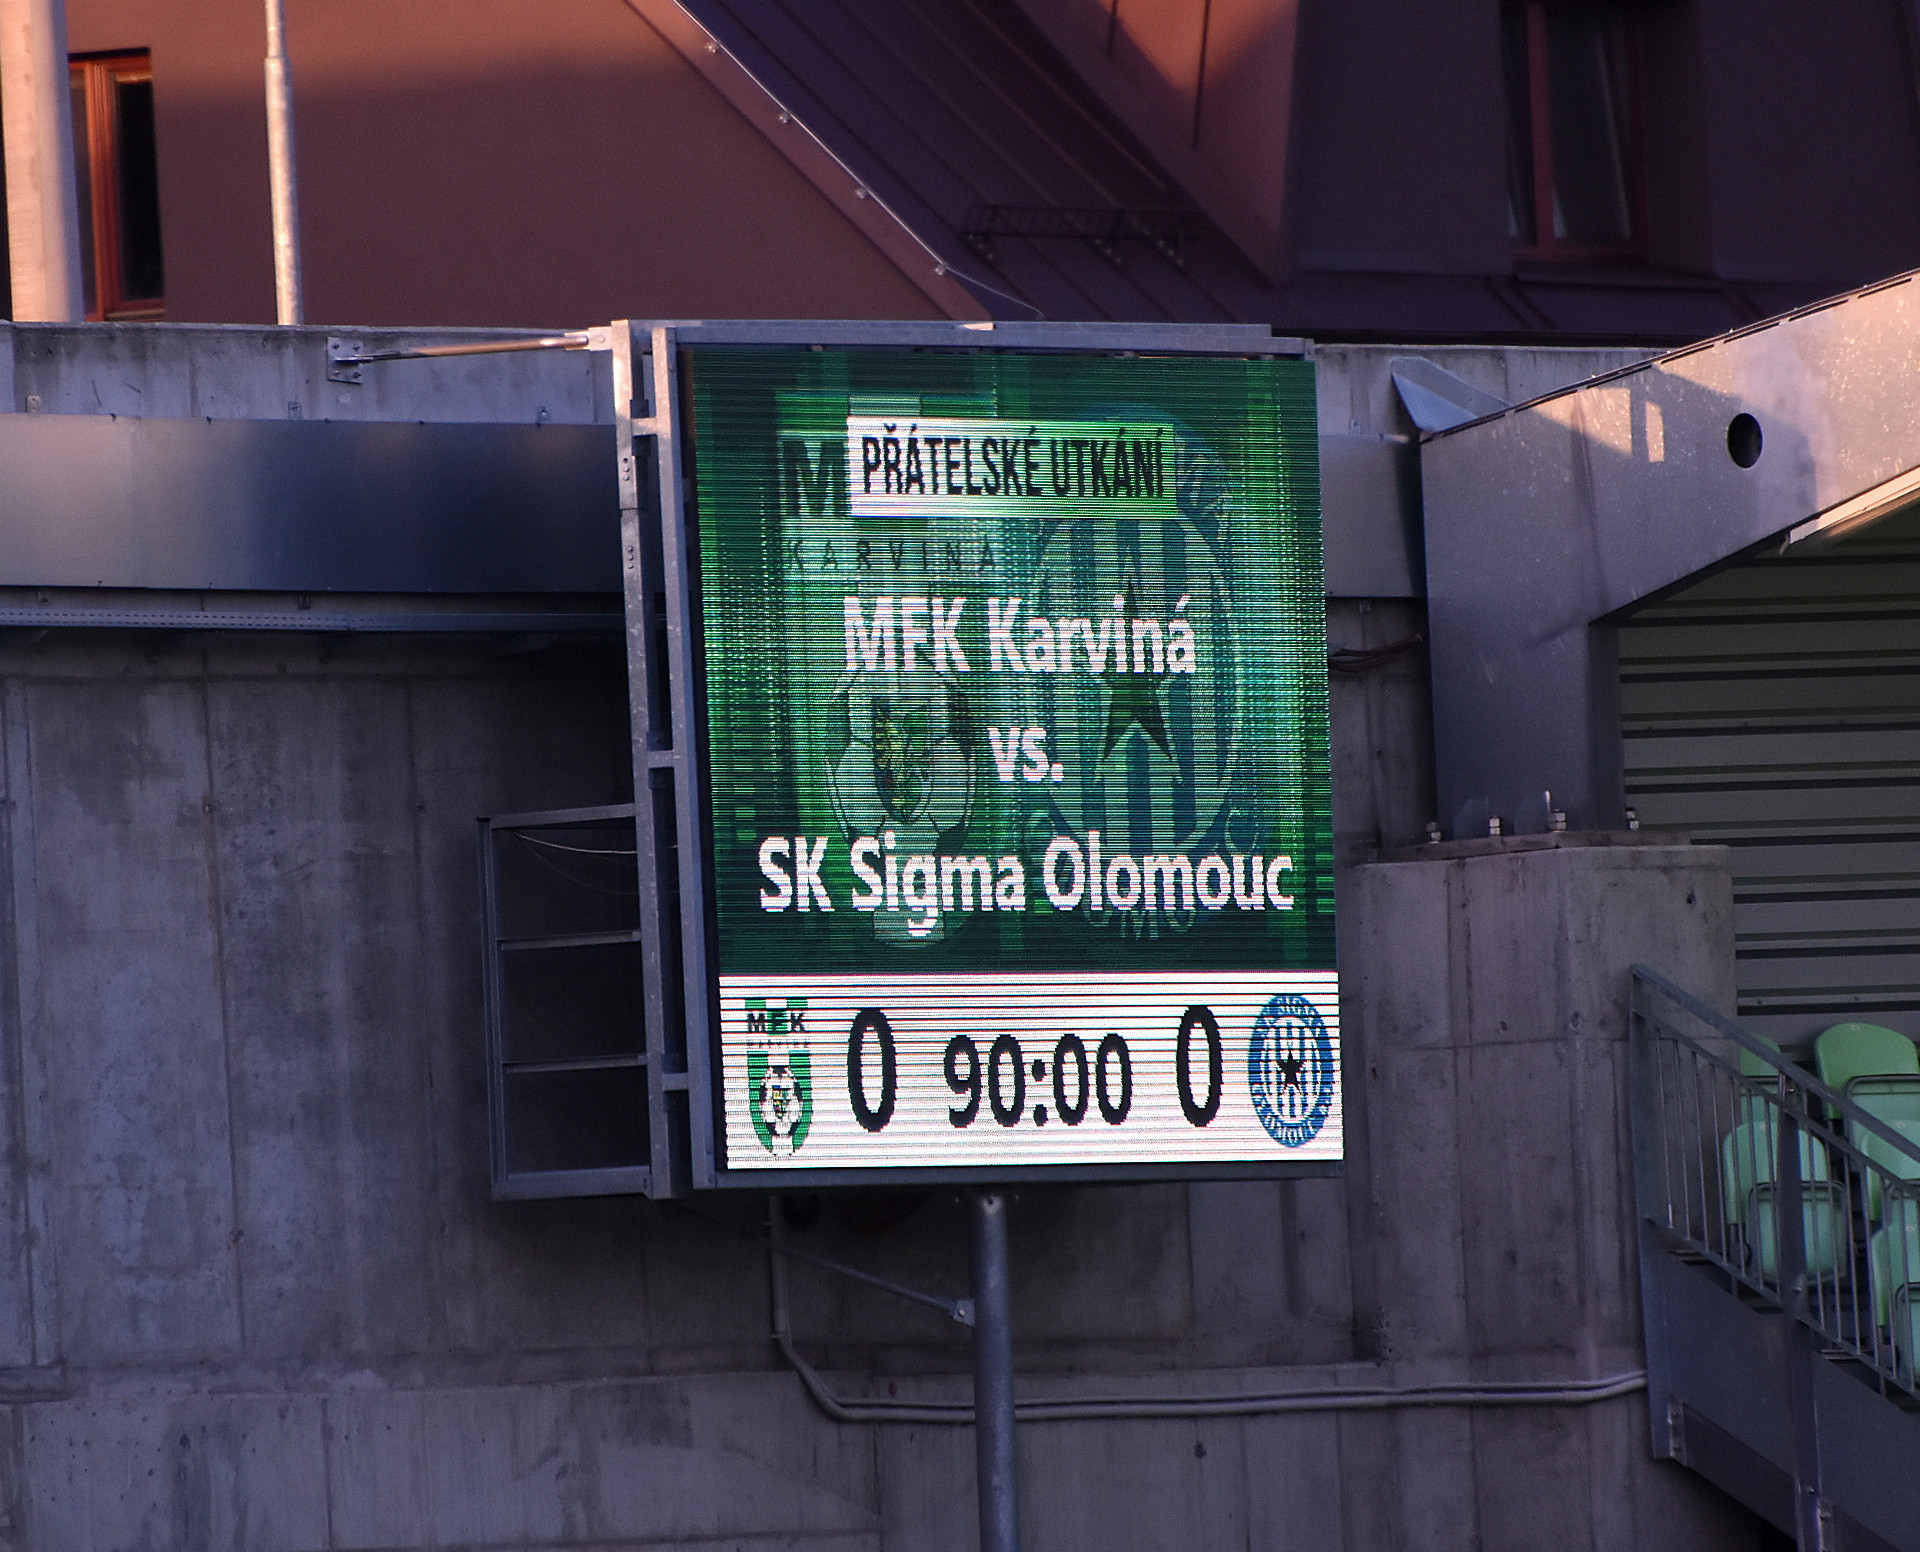 PŘÁTELSKÉ UTKÁNÍ
M
KARVINÁ
MFK Karviná
vs.
SK Sigma Olomouc
MFK
0 90:00 0